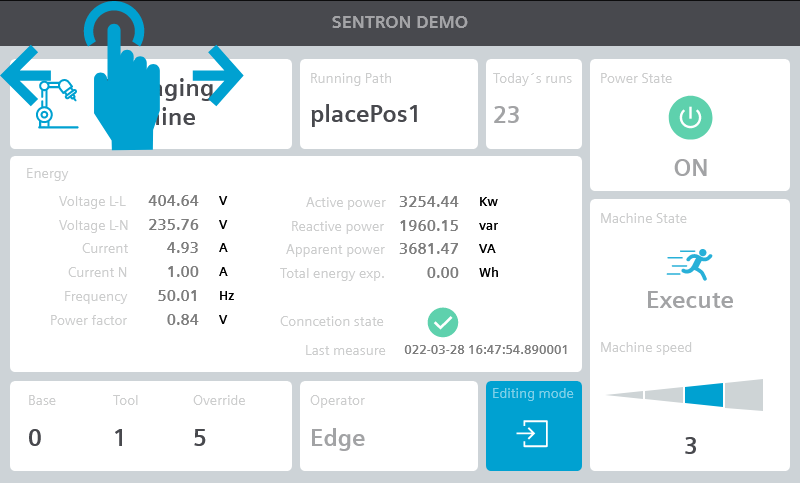 SENTRON DEMO
Running Path
placePos1
Today´s runs
23
Power State
ON
Energy
Voltage L-L 404.64 V
Voltage L-N 235.76 V
Current 4.93 A
Current N 1.00 A
Frequency 50.01 Hz
Power factor 0.84 V
Active power 3254.44 Kw
Reactive power 1960.15 var
Apparent power 3681.47 VA
Total energy exp. 0.00 Wh
Conncetion state
Last measure 022-03-28 16:47:54.890001
Machine State
Execute
Machine speed
3
Base Tool Override
0 1 5
Operator
Edge
Editing mode